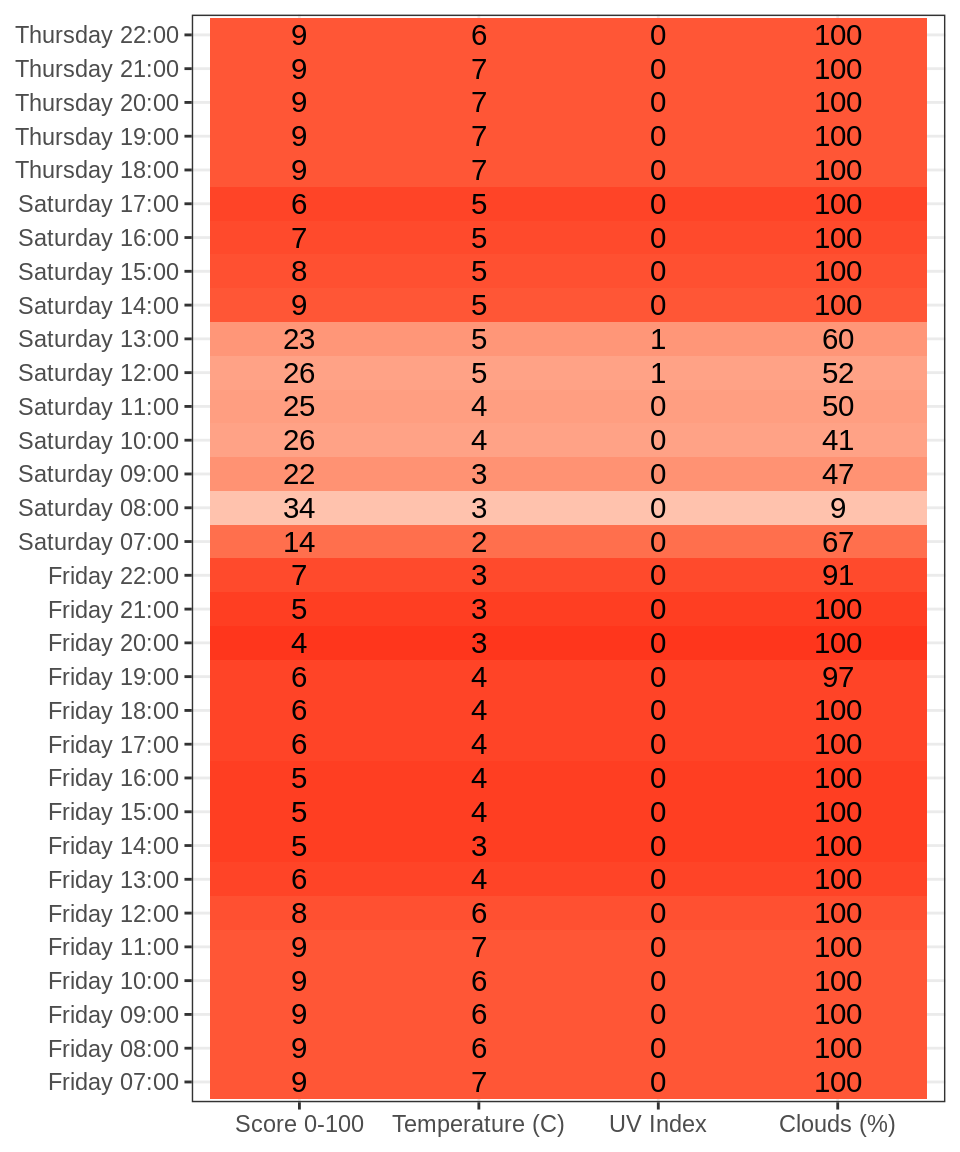 Thursday 22:00 9 6 0 100
Thursday 21:00 9 7 0 100
Thursday 20:00 9 7 0 100
Thursday 19:00 9 7 0 100
Thursday 18:00 9 7 0 100
Saturday 17:00 6 5 0 100
Saturday 16:00 7 5 0 100
Saturday 15:00 8 5 0 100
Saturday 14:00 9 5 0 100
Saturday 13:00 23 5 1 60
Saturday 12:00 26 5 1 52
Saturday 11:00 25 4 0 50
Saturday 10:00 26 4 0 41
Saturday 09:00 22 3 0 47
Saturday 08:00 34 3 0 9
Saturday 07:00 14 2 0 67
Friday 22:00 7 3 0 91
Friday 21:00 5 3 0 100
Friday 20:00 4 3 0 100
Friday 19:00 6 4 0 97
Friday 18:00 6 4 0 100
Friday 17:00 6 4 0 100
Friday 16:00 5 4 0 100
Friday 15:00 5 4 0 100
Friday 14:00 5 3 0 100
Friday 13:00 6 4 0 100
Friday 12:00 8 6 0 100
Friday 11:00 9 7 0 100
Friday 10:00 9 6 0 100
Friday 09:00 9 6 0 100
Friday 08:00 9 6 0 100
Friday 07:00 9 7 0 100
Score 0-100 Temperature (C) UV Index Clouds (%)